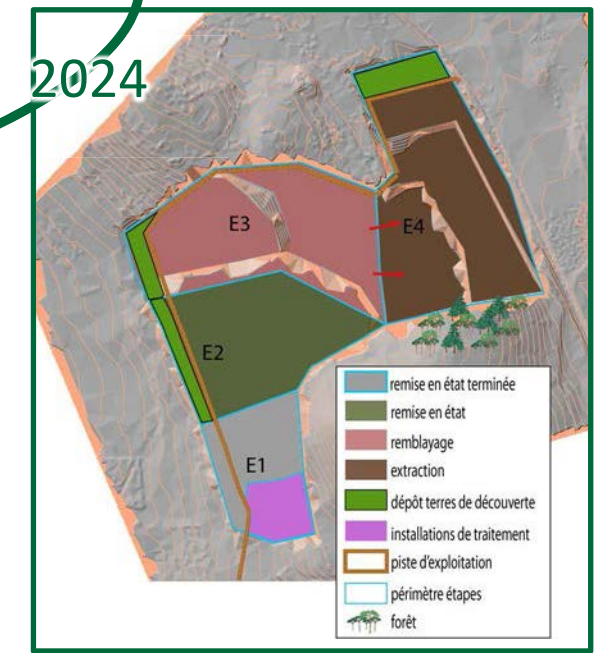 2024
E3
E4
E2
E1
remise en état terminée
remise en état
remblayage
extraction
dépôt terres de découverte
installations de traitement
piste d'exploitation
périmètre étapes
forêt